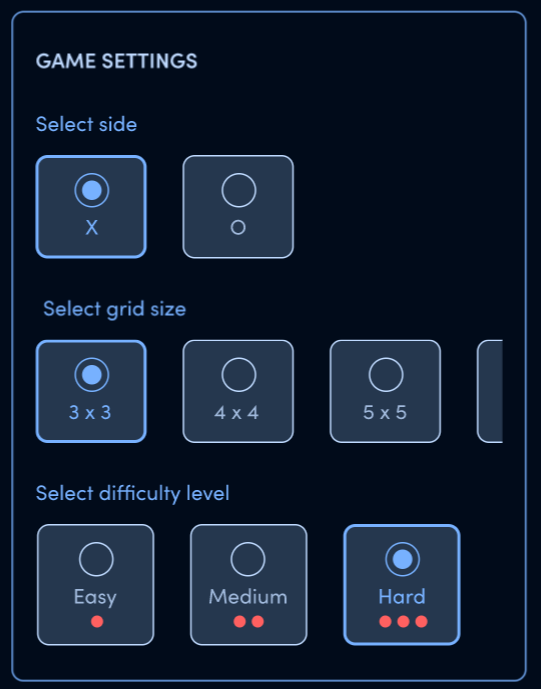 GAME SETTINGS
Select side
X O
Select grid size
3 x 3 4 x 4 5 x 5
Select difficulty level
Easy Medium Hard